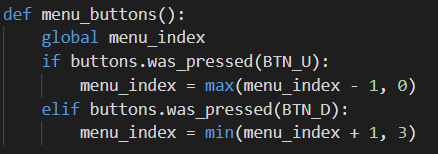 def menu_buttons():
    global menu_index
    if buttons.was_pressed(BTN_U):
        menu_index = max(menu_index - 1, 0)
    elif buttons.was_pressed(BTN_D):
        menu_index = min(menu_index + 1, 3)